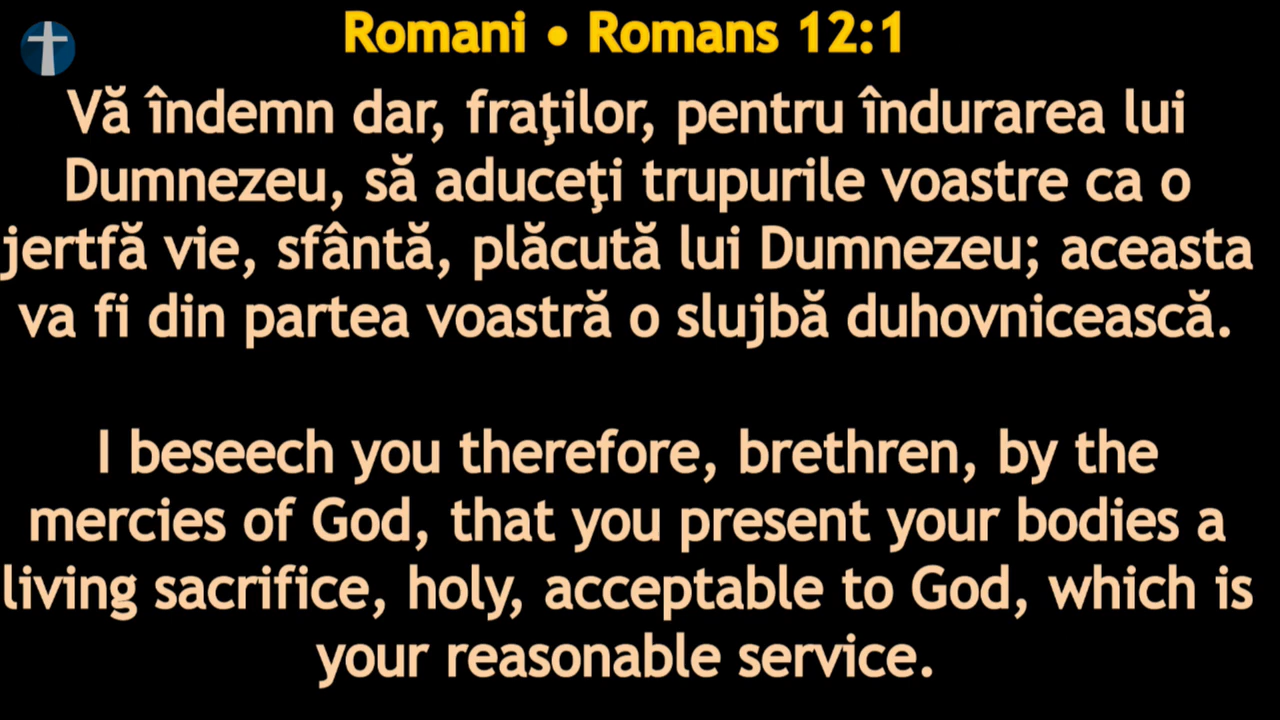 Romani • Romans 12:1
Vă îndemn dar, fraţilor, pentru îndurarea lui
Dumnezeu, să aduceţi trupurile voastre ca o
jertfă vie, sfântă, plăcută lui Dumnezeu; aceasta
va fi din partea voastră o slujbă duhovnicească.
I beseech you therefore, brethren, by the
mercies of God, that you present your bodies a
living sacrifice, holy, acceptable to God, which is
your reasonable service.